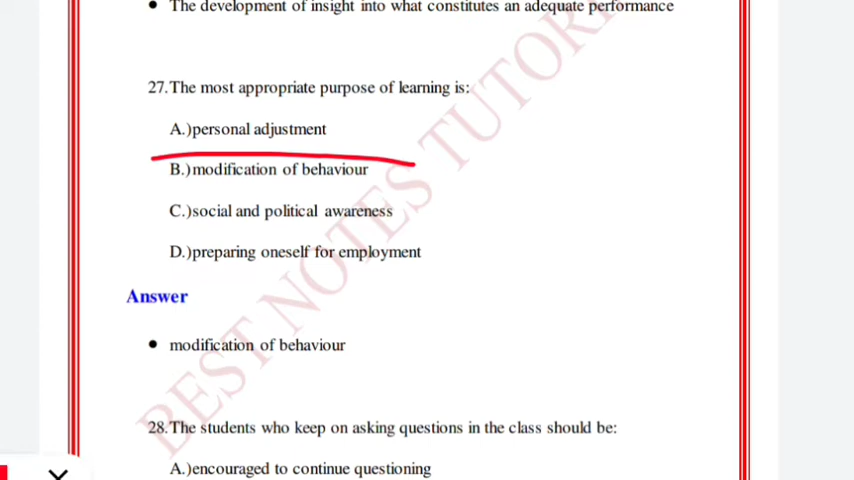 • The development of insight into what constitutes an adequate performance
27.The most appropriate purpose of learning is:
A.)personal adjustment
B.)modification of behaviour
C.)social and political awareness
D.)preparing oneself for employment
Answer
• modification of behaviour
28.The students who keep on asking questions in the class should be:
A.)encouraged to continue questioning
BEST NOTES TUTORI